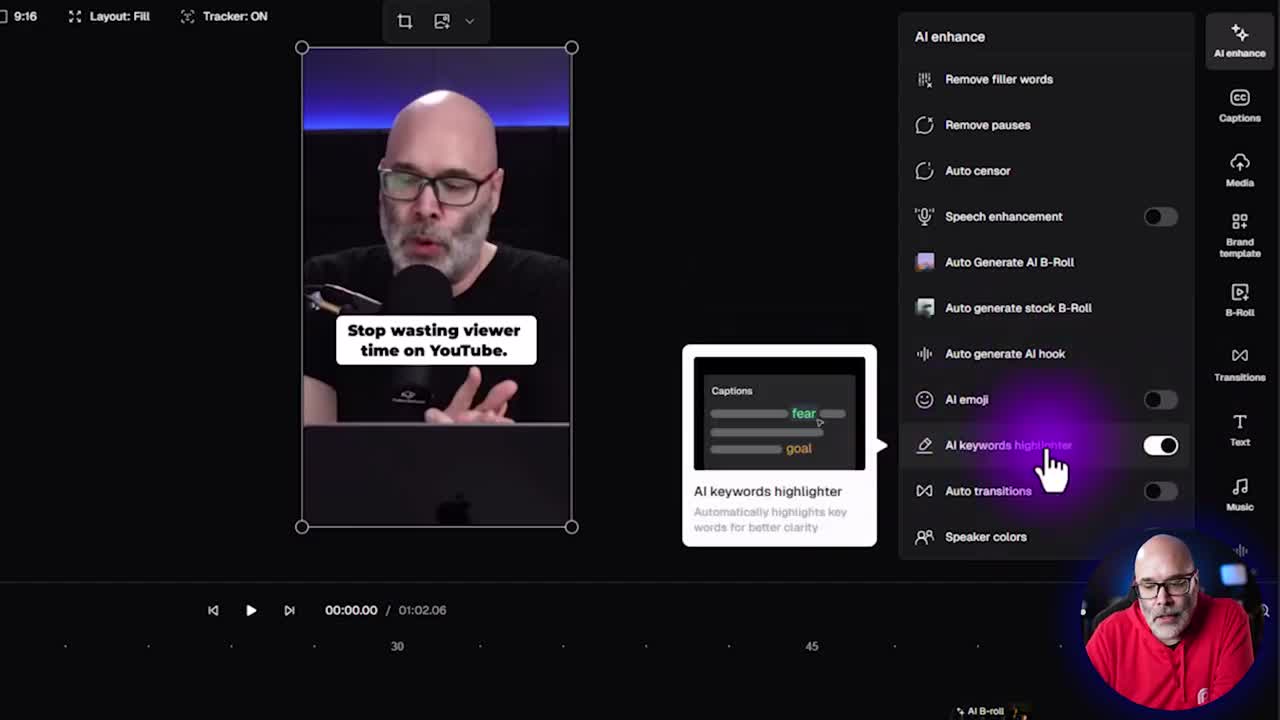 9:16
Layout: Fill
Tracker: ON
Stop wasting viewer
time on YouTube.
AI enhance
Remove filler words
Remove pauses
Auto censor
Speech enhancement
Auto Generate AI B-Roll
Auto generate stock B-Roll
Auto generate AI hook
AI emoji
AI keywords highlighter
Auto transitions
Speaker colors
Captions
fear
goal
AI keywords highlighter
Automatically highlights key
words for better clarity
AI enhance
CC
Captions
Media
Brand
template
B-Roll
Transitions
T
Text
Music
00:00.00 / 01:02.06
30
45
AI B-roll